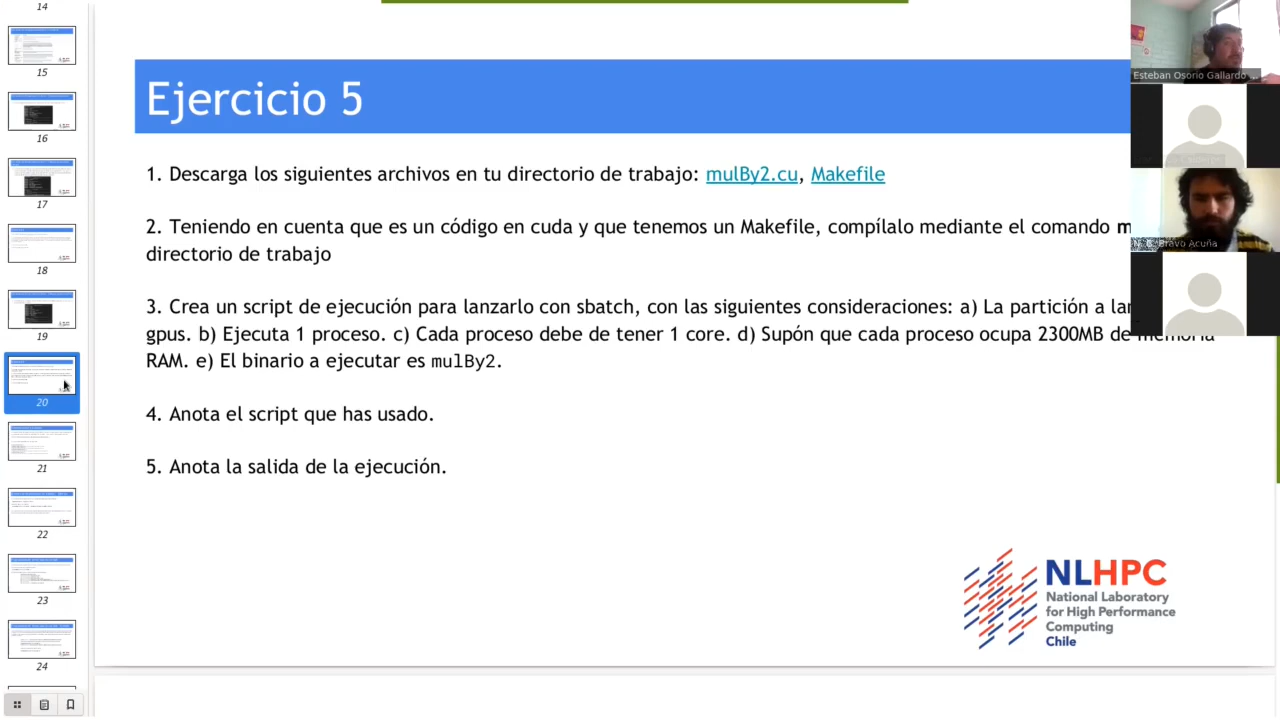 14
15
16
17
18
19
20
21
22
23
24
Ejercicio 5
1. Descarga los siguientes archivos en tu directorio de trabajo: mulBy2.cu, Makefile
2. Teniendo en cuenta que es un código en cuda y que tenemos un Makefile, compílalo mediante el comando m
directorio de trabajo
3. Crea un script de ejecución para lanzarlo con sbatch, con las siguientes consideraciones: a) La partición a lan
gpus. b) Ejecuta 1 proceso. c) Cada proceso debe de tener 1 core. d) Supón que cada proceso ocupa 2300MB de memoria
RAM. e) El binario a ejecutar es mulBy2.
4. Anota el script que has usado.
5. Anota la salida de la ejecución.
NLHPC
National Laboratory
for High Performance
Computing
Chile
Esteban Osorio Gallardo ...
Bravo Acuña